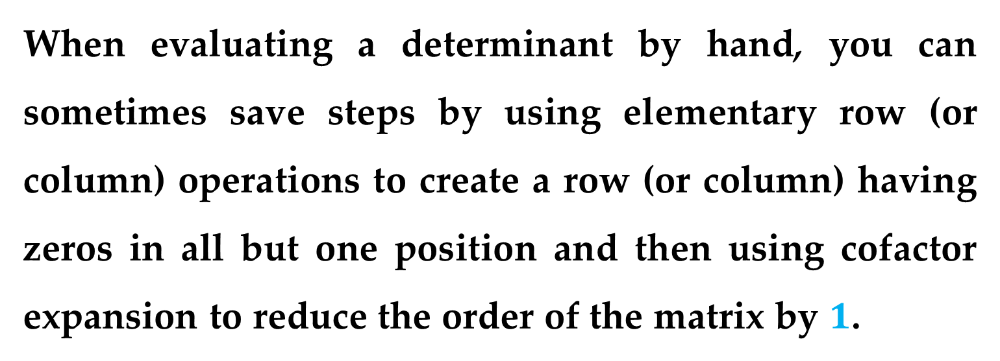 When evaluating a determinant by hand, you can
sometimes save steps by using elementary row (or
column) operations to create a row (or column) having
zeros in all but one position and then using cofactor
expansion to reduce the order of the matrix by 1.